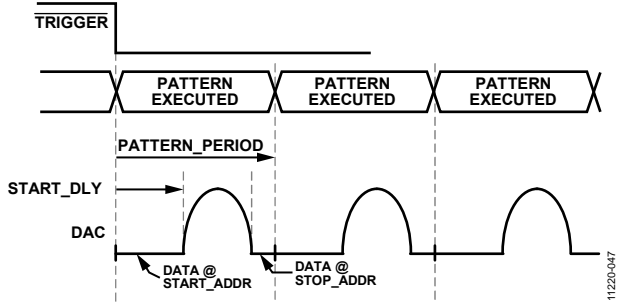 TRIGGER
PATTERN
EXECUTED
PATTERN
EXECUTED
PATTERN
EXECUTED
PATTERN_PERIOD
START_DLY
DAC
DATA @
START_ADDR
DATA @
STOP_ADDR
11220-047